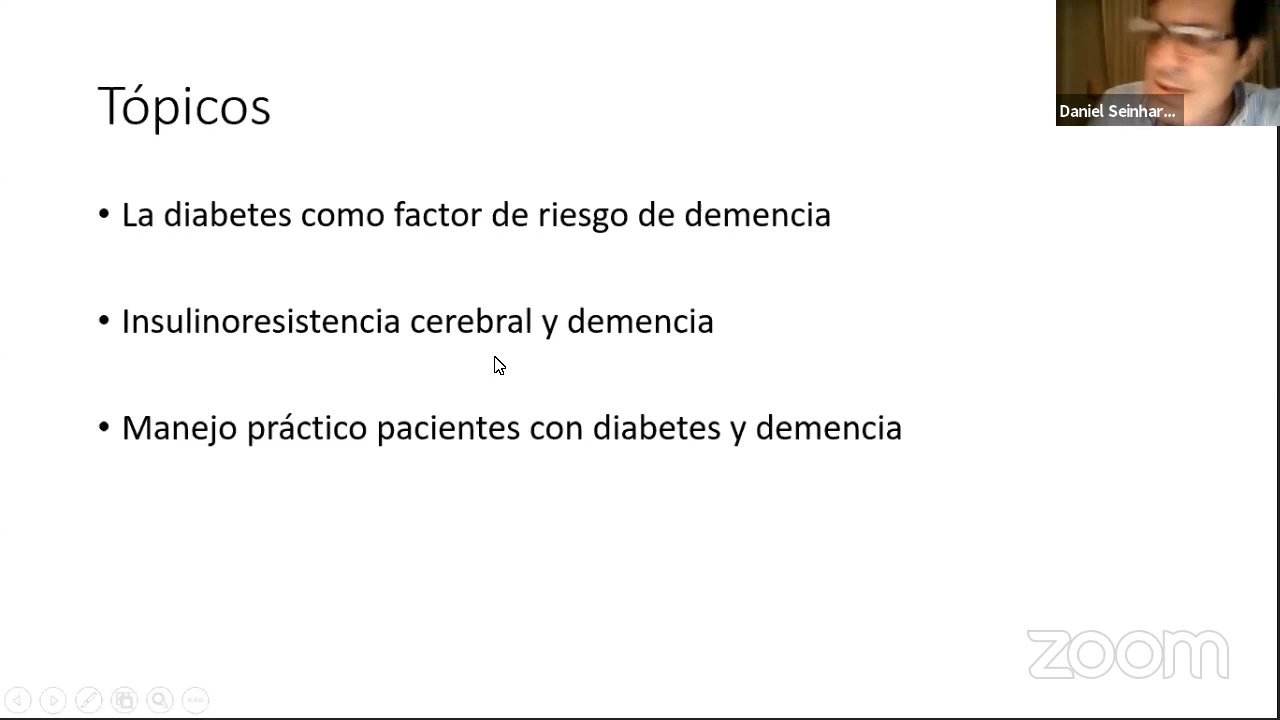 Tópicos
Daniel Seinhar...
• La diabetes como factor de riesgo de demencia
• Insulinoresistencia cerebral y demencia
• Manejo práctico pacientes con diabetes y demencia
zoom